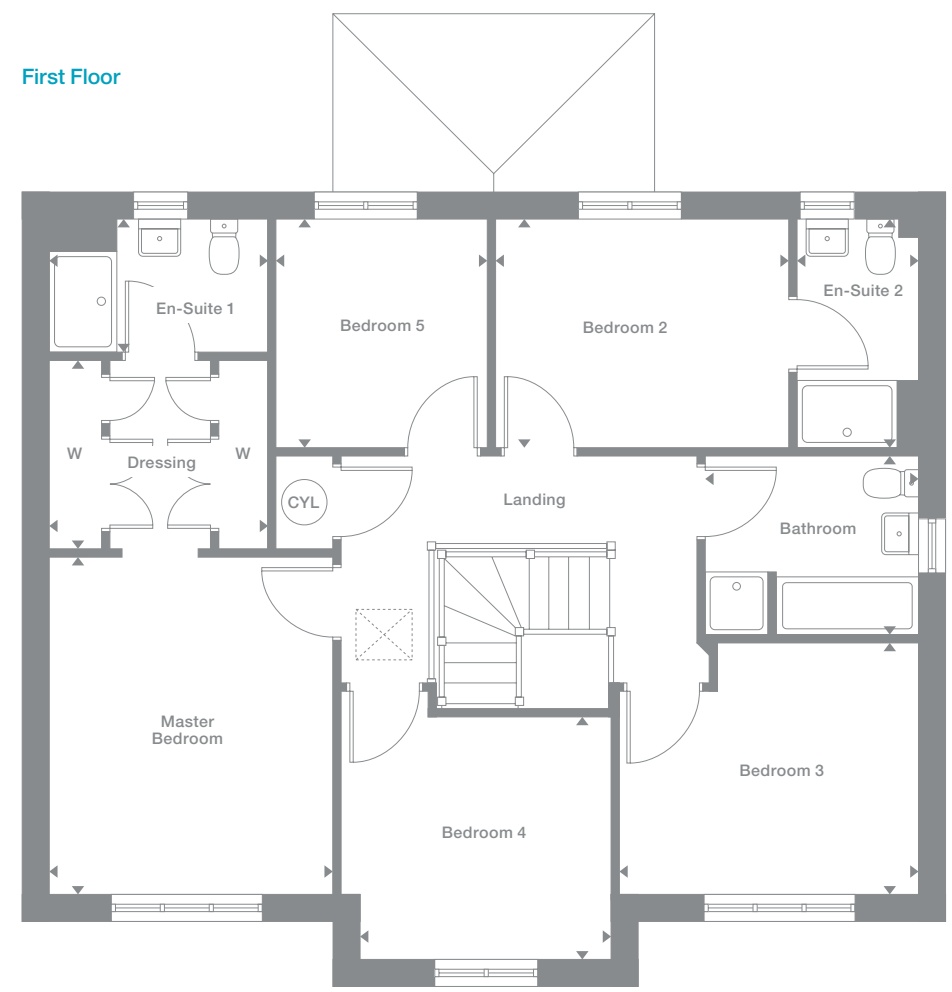 First Floor
En-Suite 1
Bedroom 5
Bedroom 2
En-Suite 2
W
Dressing
W
CYL
Landing
Bathroom
Master
Bedroom
Bedroom 4
Bedroom 3